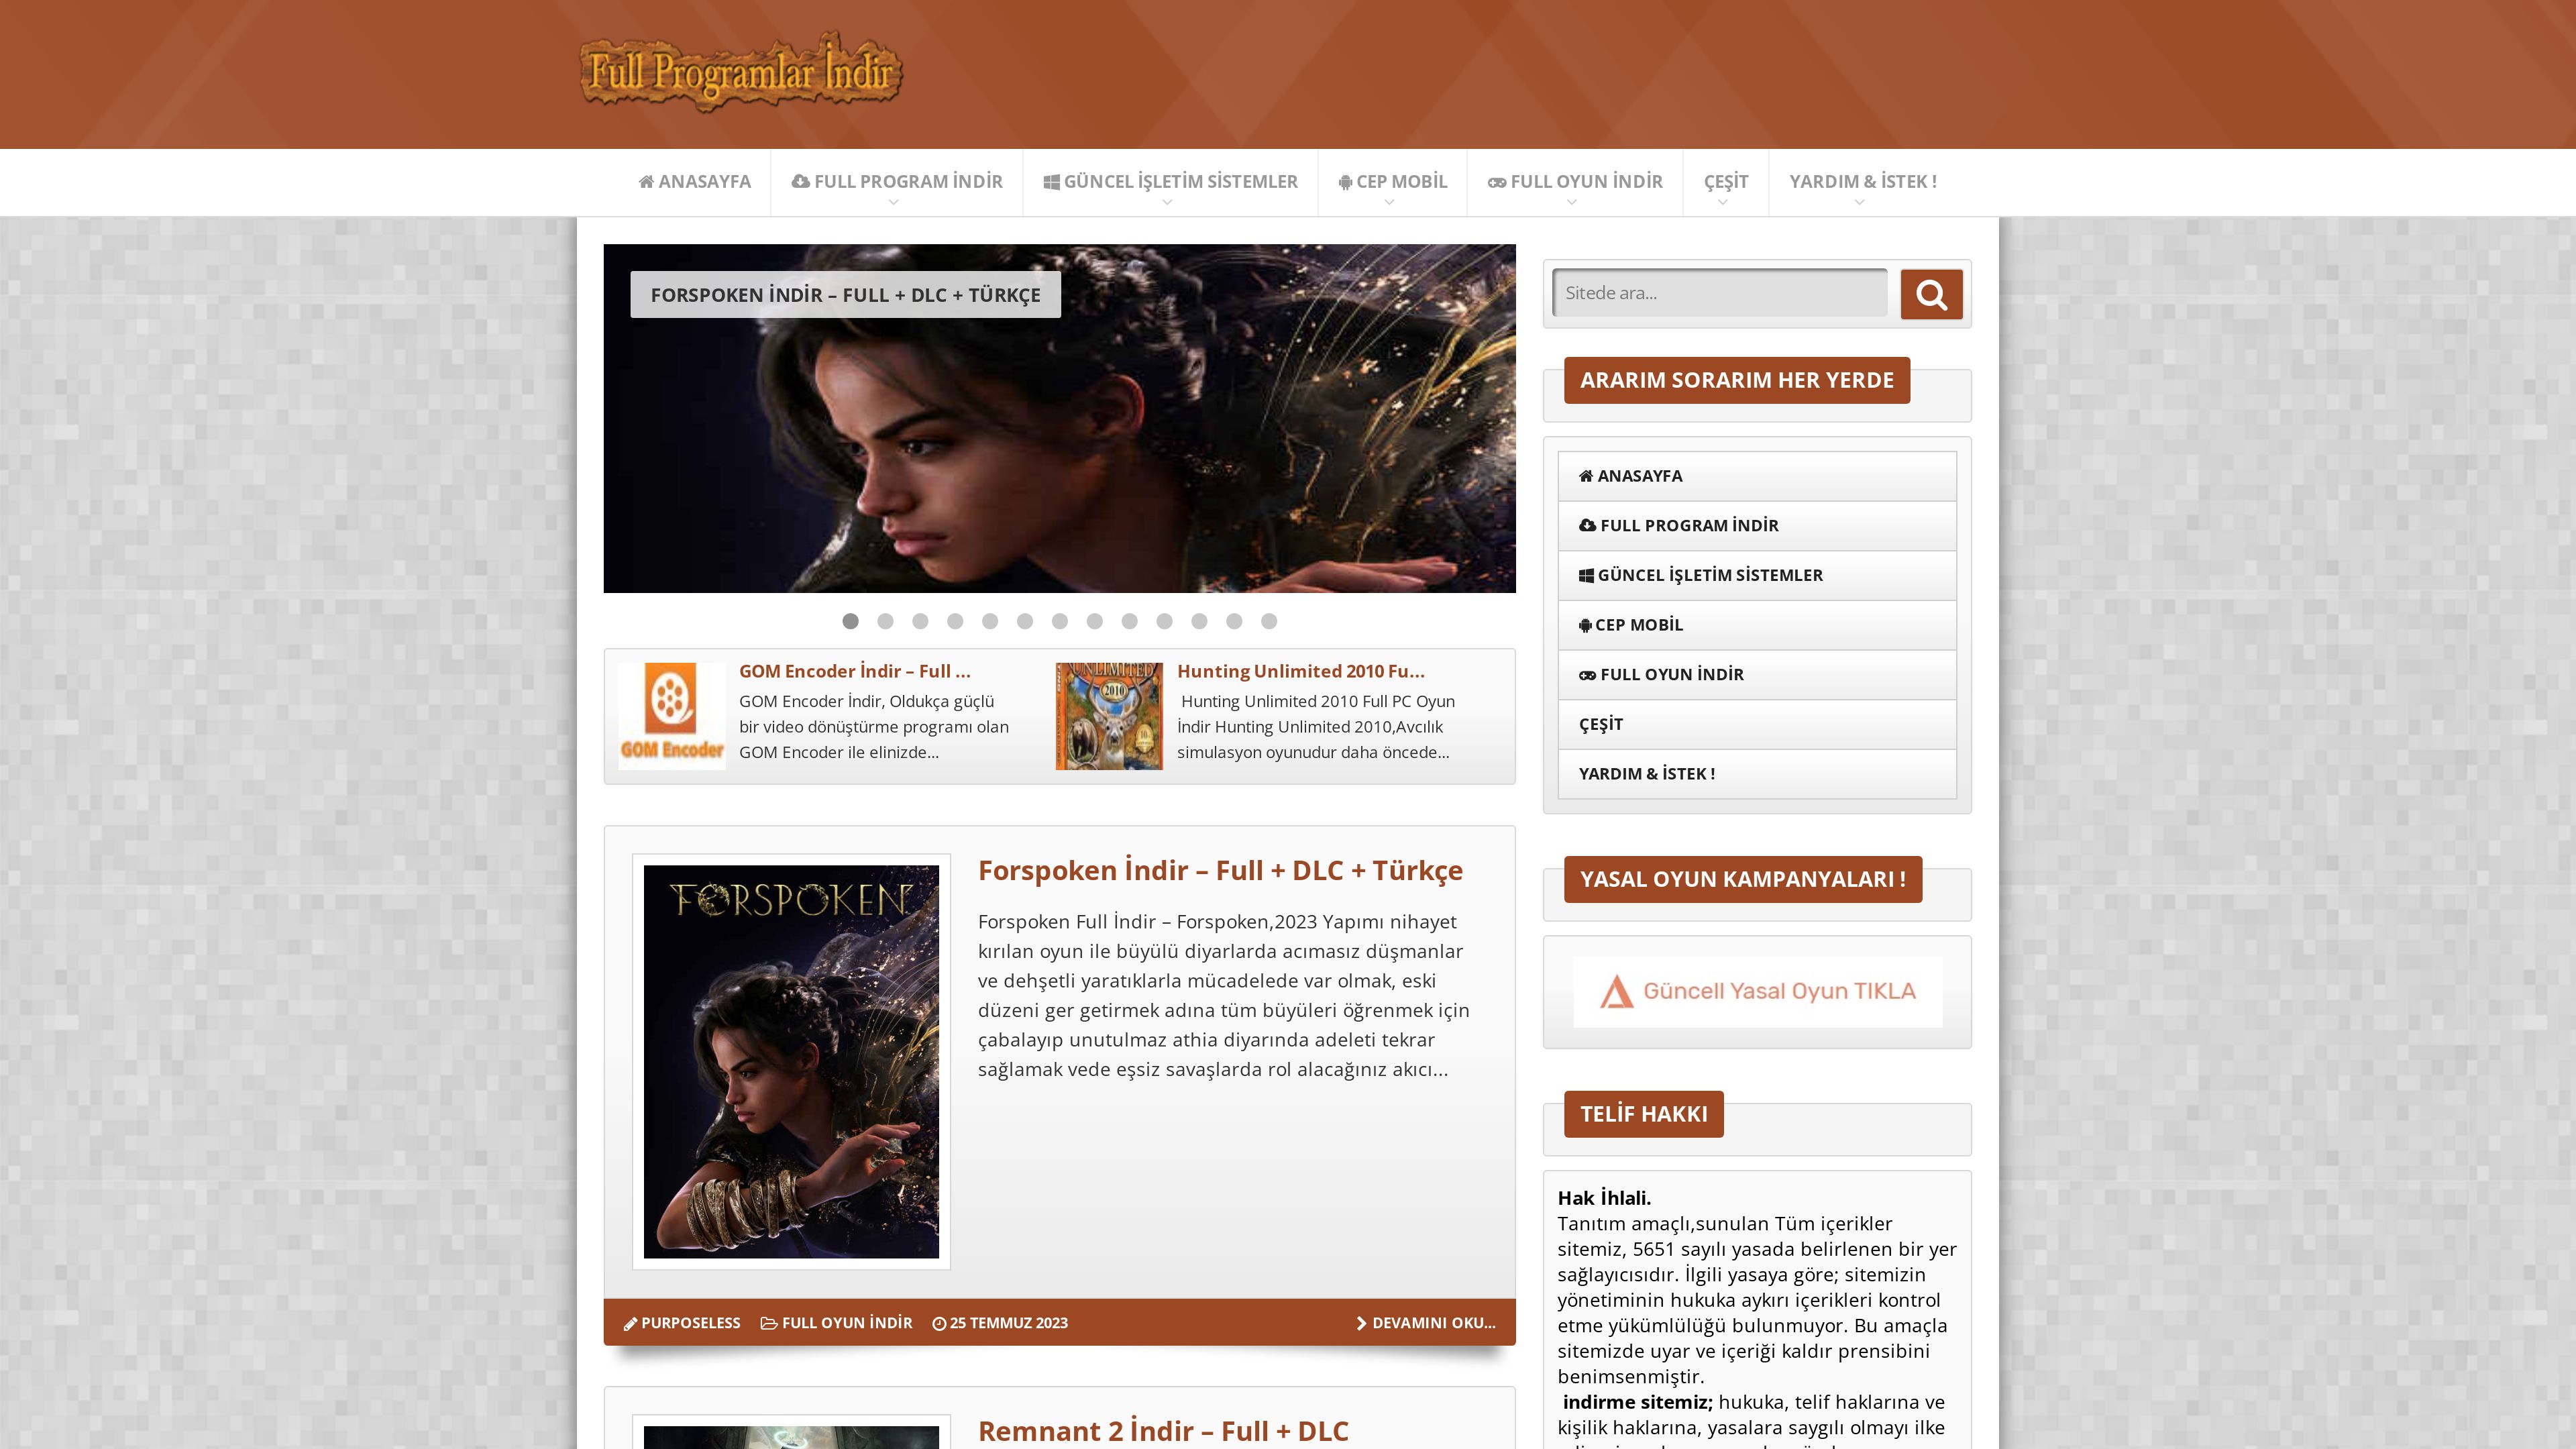 Full Programlar İndir
ANASAYFA
FULL PROGRAM İNDİR
GÜNCEL İŞLETİM SİSTEMLER
CEP MOBİL
FULL OYUN İNDİR
ÇEŞİT
YARDIM & İSTEK !
FORSPOKEN İNDİR – FULL + DLC + TÜRKÇE
GOM Encoder
GOM Encoder İndir – Full ...
GOM Encoder İndir, Oldukça güçlü
bir video dönüştürme programı olan
GOM Encoder ile elinizde...
UNLIMITED
2010
Hunting Unlimited 2010 Fu...
Hunting Unlimited 2010 Full PC Oyun
İndir Hunting Unlimited 2010,Avcılık
simulasyon oyunudur daha öncede...
FORSPOKEN
Forspoken İndir – Full + DLC + Türkçe
Forspoken Full İndir – Forspoken,2023 Yapımı nihayet
kırılan oyun ile büyülü diyarlarda acımasız düşmanlar
ve dehşetli yaratıklarla mücadelede var olmak, eski
düzeni ger getirmek adına tüm büyüleri öğrenmek için
çabalayıp unutulmaz athia diyarında adeleti tekrar
sağlamak vede eşsiz savaşlarda rol alacağınız akıcı...
PURPOSELESS
FULL OYUN İNDİR
25 TEMMUZ 2023
DEVAMINI OKU...
Remnant 2 İndir – Full + DLC
Sitede ara...
ARARIM SORARIM HER YERDE
ANASAYFA
FULL PROGRAM İNDİR
GÜNCEL İŞLETİM SİSTEMLER
CEP MOBİL
FULL OYUN İNDİR
ÇEŞİT
YARDIM & İSTEK !
YASAL OYUN KAMPANYALARI !
Güncell Yasal Oyun TIKLA
TELİF HAKKI
Hak İhlali.
Tanıtım amaçlı,sunulan Tüm içerikler
sitemiz, 5651 sayılı yasada belirlenen bir yer
sağlayıcısıdır. İlgili yasaya göre; sitemizin
yönetiminin hukuka aykırı içerikleri kontrol
etme yükümlülüğü bulunmuyor. Bu amaçla
sitemizde uyar ve içeriği kaldır prensibini
benimsenmiştir.
indirme sitemiz; hukuka, telif haklarına ve
kişilik haklarına, yasalara saygılı olmayı ilke